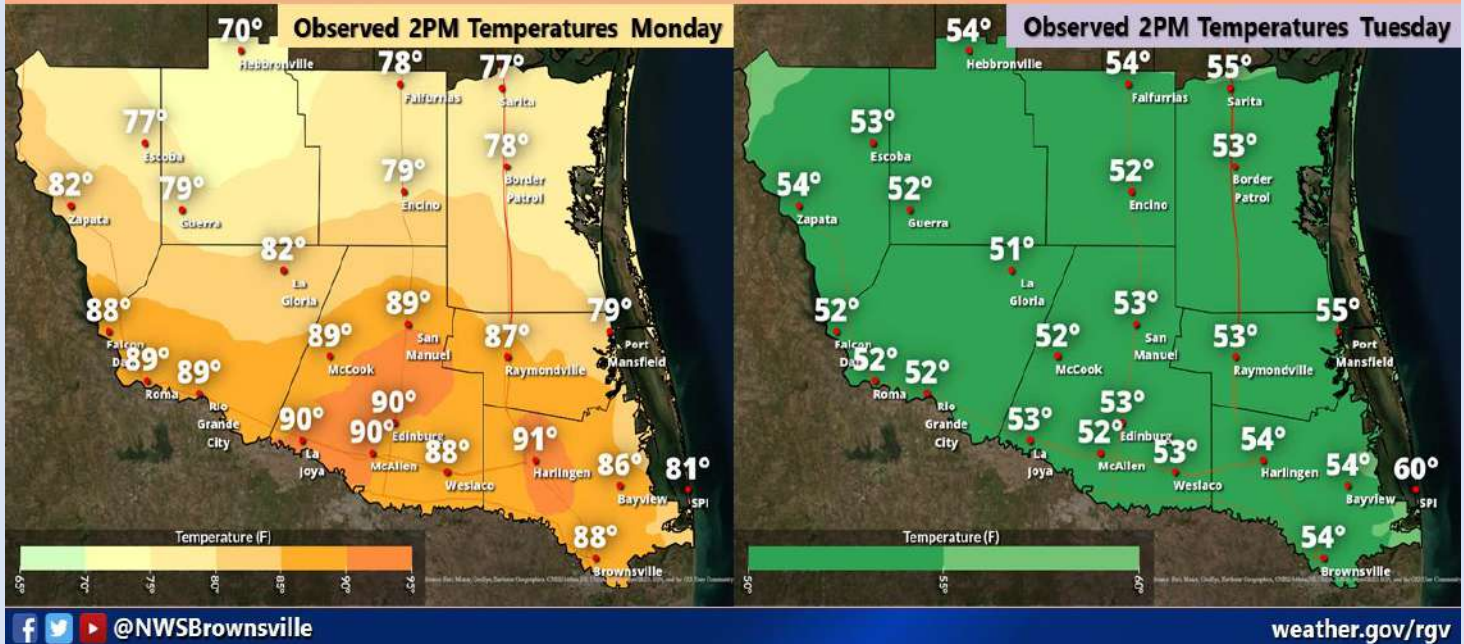 Observed 2PM Temperatures Monday
70°
Hebbronville
78°
Falfurrias
77°
Sarita
77°
Escoba
78°
Border
Patrol
82°
Zapata
79°
Guerra
79°
Encino
82°
La
Gloria
88°
Falcon
89°
Roma
89°
Rio
Grande
City
89°
McCook
89°
San
Manuel
87°
Raymondville
79°
Port
Mansfield
90°
La
Joya
90°
Edinburg
90°
McAllen
88°
Weslaco
91°
Harlingen
86°
Bayview
81°
SPI
88°
Brownsville
Temperature (F)
65°
70°
75°
80°
85°
90°
95°
Observed 2PM Temperatures Tuesday
54°
Hebbronville
54°
Falfurrias
55°
Sarita
53°
Escoba
53°
Border
Patrol
54°
Zapata
52°
Guerra
52°
Encino
51°
La
Gloria
52°
Falcon
52°
Roma
52°
Rio
Grande
City
52°
McCook
53°
San
Manuel
53°
Raymondville
55°
Port
Mansfield
53°
La
Joya
53°
Edinburg
52°
McAllen
53°
Weslaco
54°
Harlingen
54°
Bayview
60°
SPI
54°
Brownsville
Temperature (F)
50°
55°
60°
@NWSBrownsville
weather.gov/rgv